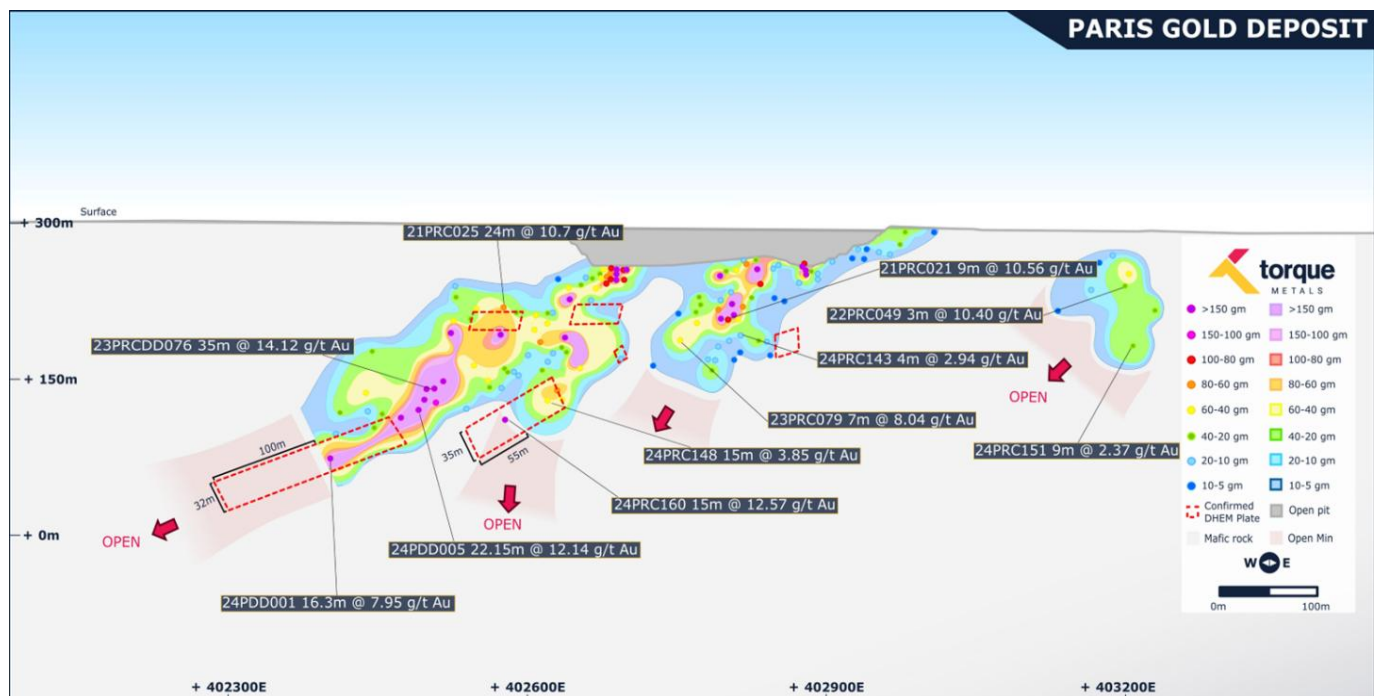 PARIS GOLD DEPOSIT
+ 300m
Surface
21PRC025 24m @ 10.7 g/t Au
21PRC021 9m @ 10.56 g/t Au
22PRC049 3m @ 10.40 g/t Au
23PRCDD076 35m @ 14.12 g/t Au
24PRC143 4m @ 2.94 g/t Au
+ 150m
OPEN
23PRC079 7m @ 8.04 g/t Au
24PRC151 9m @ 2.37 g/t Au
100m
35m
55m
24PRC148 15m @ 3.85 g/t Au
32m
24PRC160 15m @ 12.57 g/t Au
OPEN
OPEN
+ 0m
24PDD005 22.15m @ 12.14 g/t Au
24PDD001 16.3m @ 7.95 g/t Au
+ 402300E
+ 402600E
+ 402900E
+ 403200E
torque
METALS
>150 gm
>150 gm
150-100 gm
150-100 gm
100-80 gm
100-80 gm
80-60 gm
80-60 gm
60-40 gm
60-40 gm
40-20 gm
40-20 gm
20-10 gm
20-10 gm
10-5 gm
10-5 gm
Confirmed
DHEM Plate
Open pit
Mafic rock
Open Min
W E
0m
100m